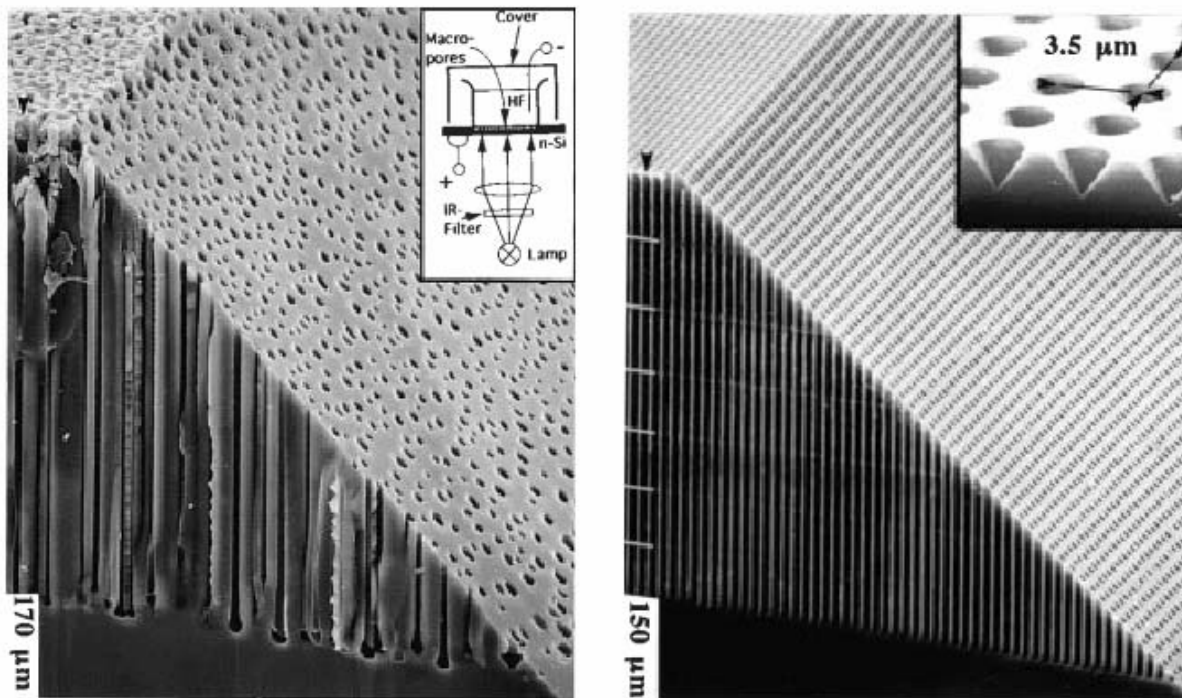 Cover
Macro-
pores
-
HF
n-Si
+
IR-
Filter
Lamp
170 µm
3.5 µm
150 µm